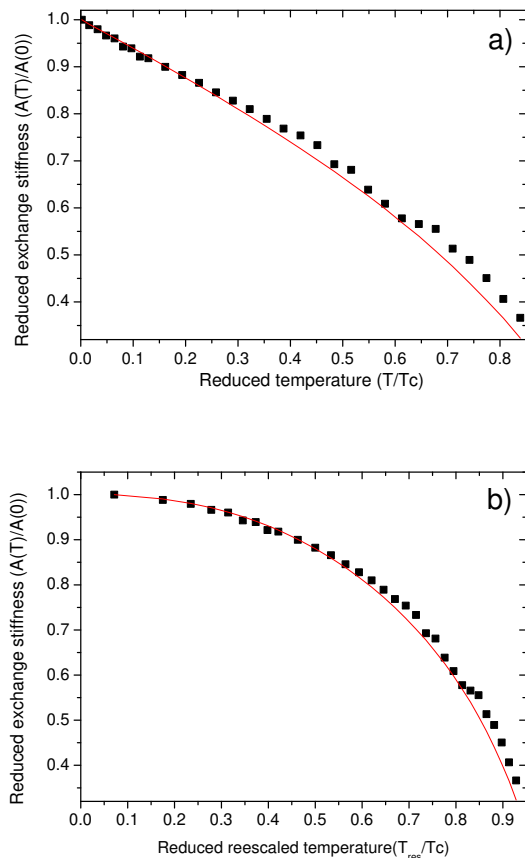 a)
Reduced exchange stiffness (A(T)/A(0))
1.0
0.9
0.8
0.7
0.6
0.5
0.4
0.0 0.1 0.2 0.3 0.4 0.5 0.6 0.7 0.8
Reduced temperature (T/Tc)
b)
Reduced exchange stiffness (A(T)/A(0))
1.0
0.9
0.8
0.7
0.6
0.5
0.4
0.0 0.1 0.2 0.3 0.4 0.5 0.6 0.7 0.8 0.9
Reduced reescaled temperature(Tres/Tc)